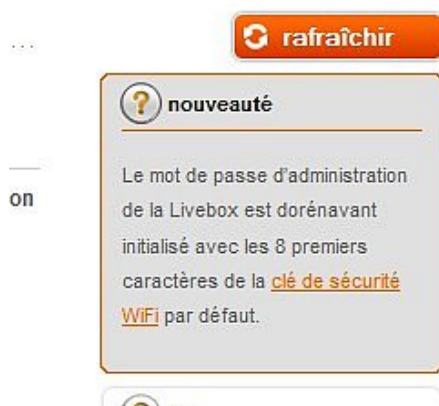 ...
rafraîchir
nouveauté
on
Le mot de passe d'administration
de la Livebox est dorénavant
initialisé avec les 8 premiers
caractères de la clé de sécurité
WiFi par défaut.